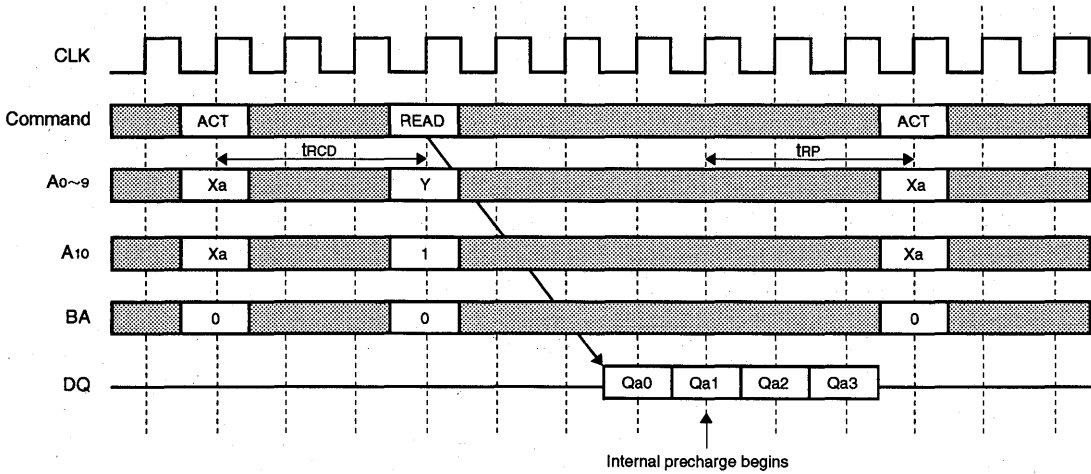 CLK
Command ACT READ ACT
tRCD tRP
A0~9 Xa Y Xa
A10 Xa 1 Xa
BA 0 0 0
DQ Qa0 Qa1 Qa2 Qa3
Internal precharge begins